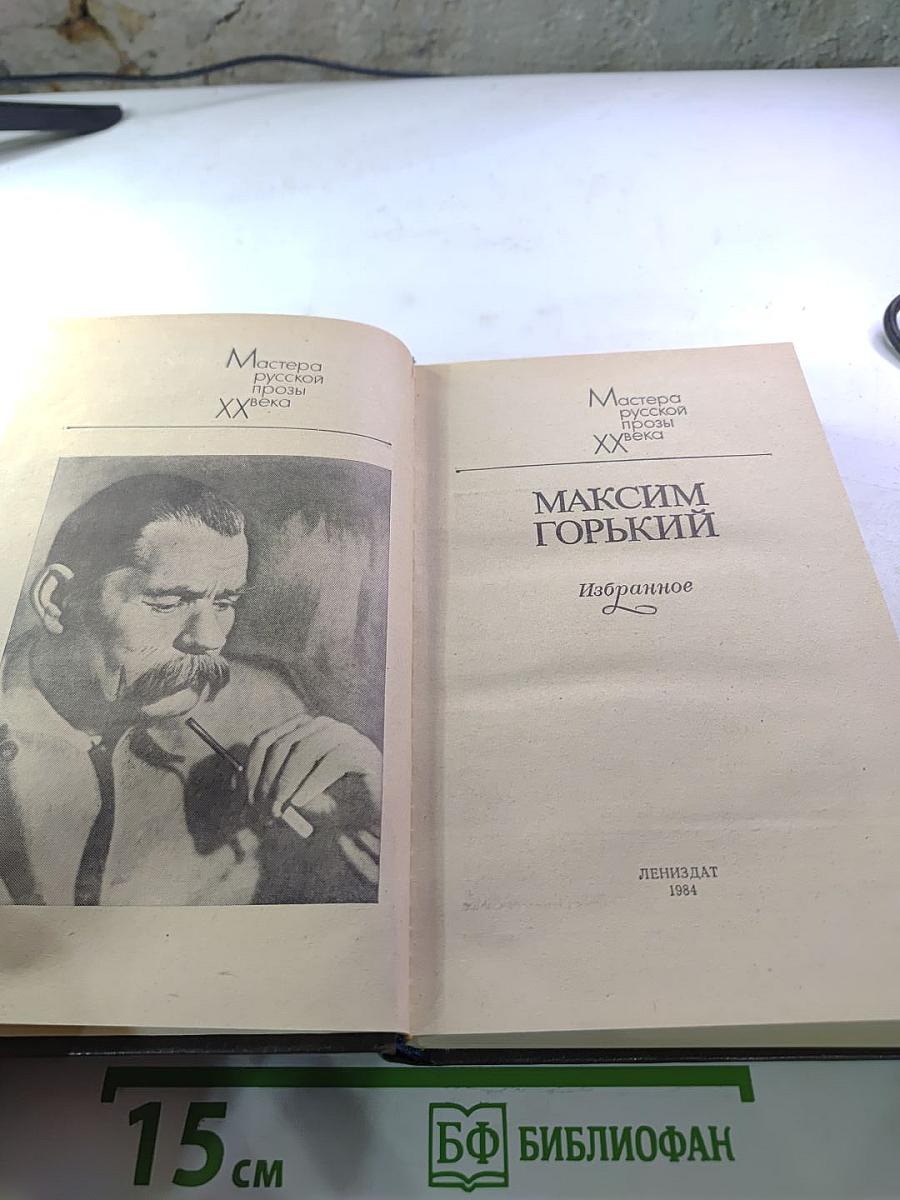 Мастера
русской
прозы
XX века
Мастера
русской
прозы
XX века
МАКСИМ
ГОРЬКИЙ
Избранное
ЛЕНИЗДАТ
1984
15 см
БФ БИБЛИОФАН